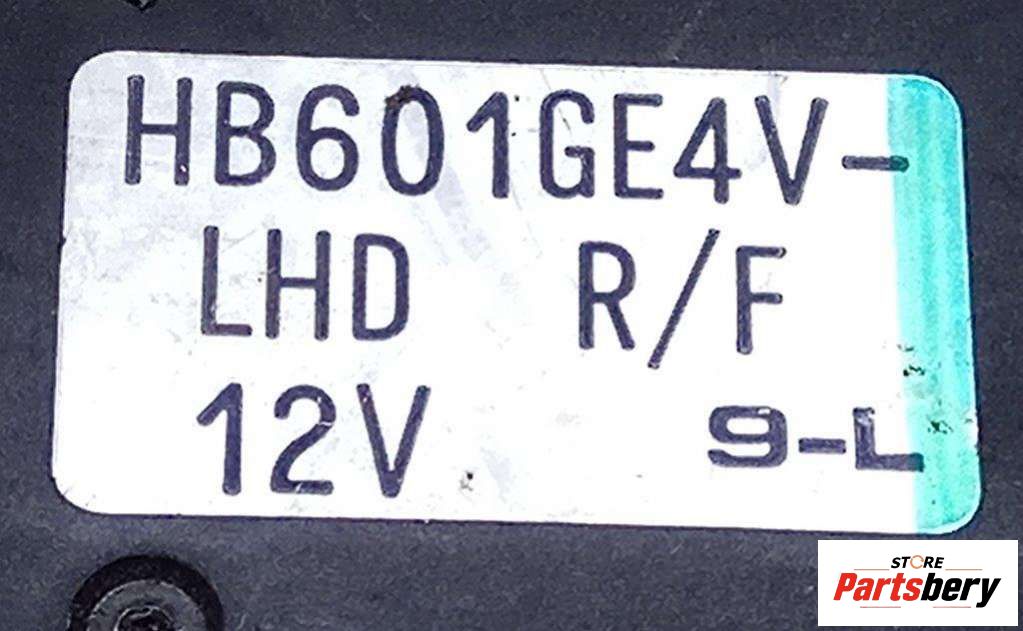 HB601GE4V-
LHD R/F
12V 9-L
STORE
Partsbery